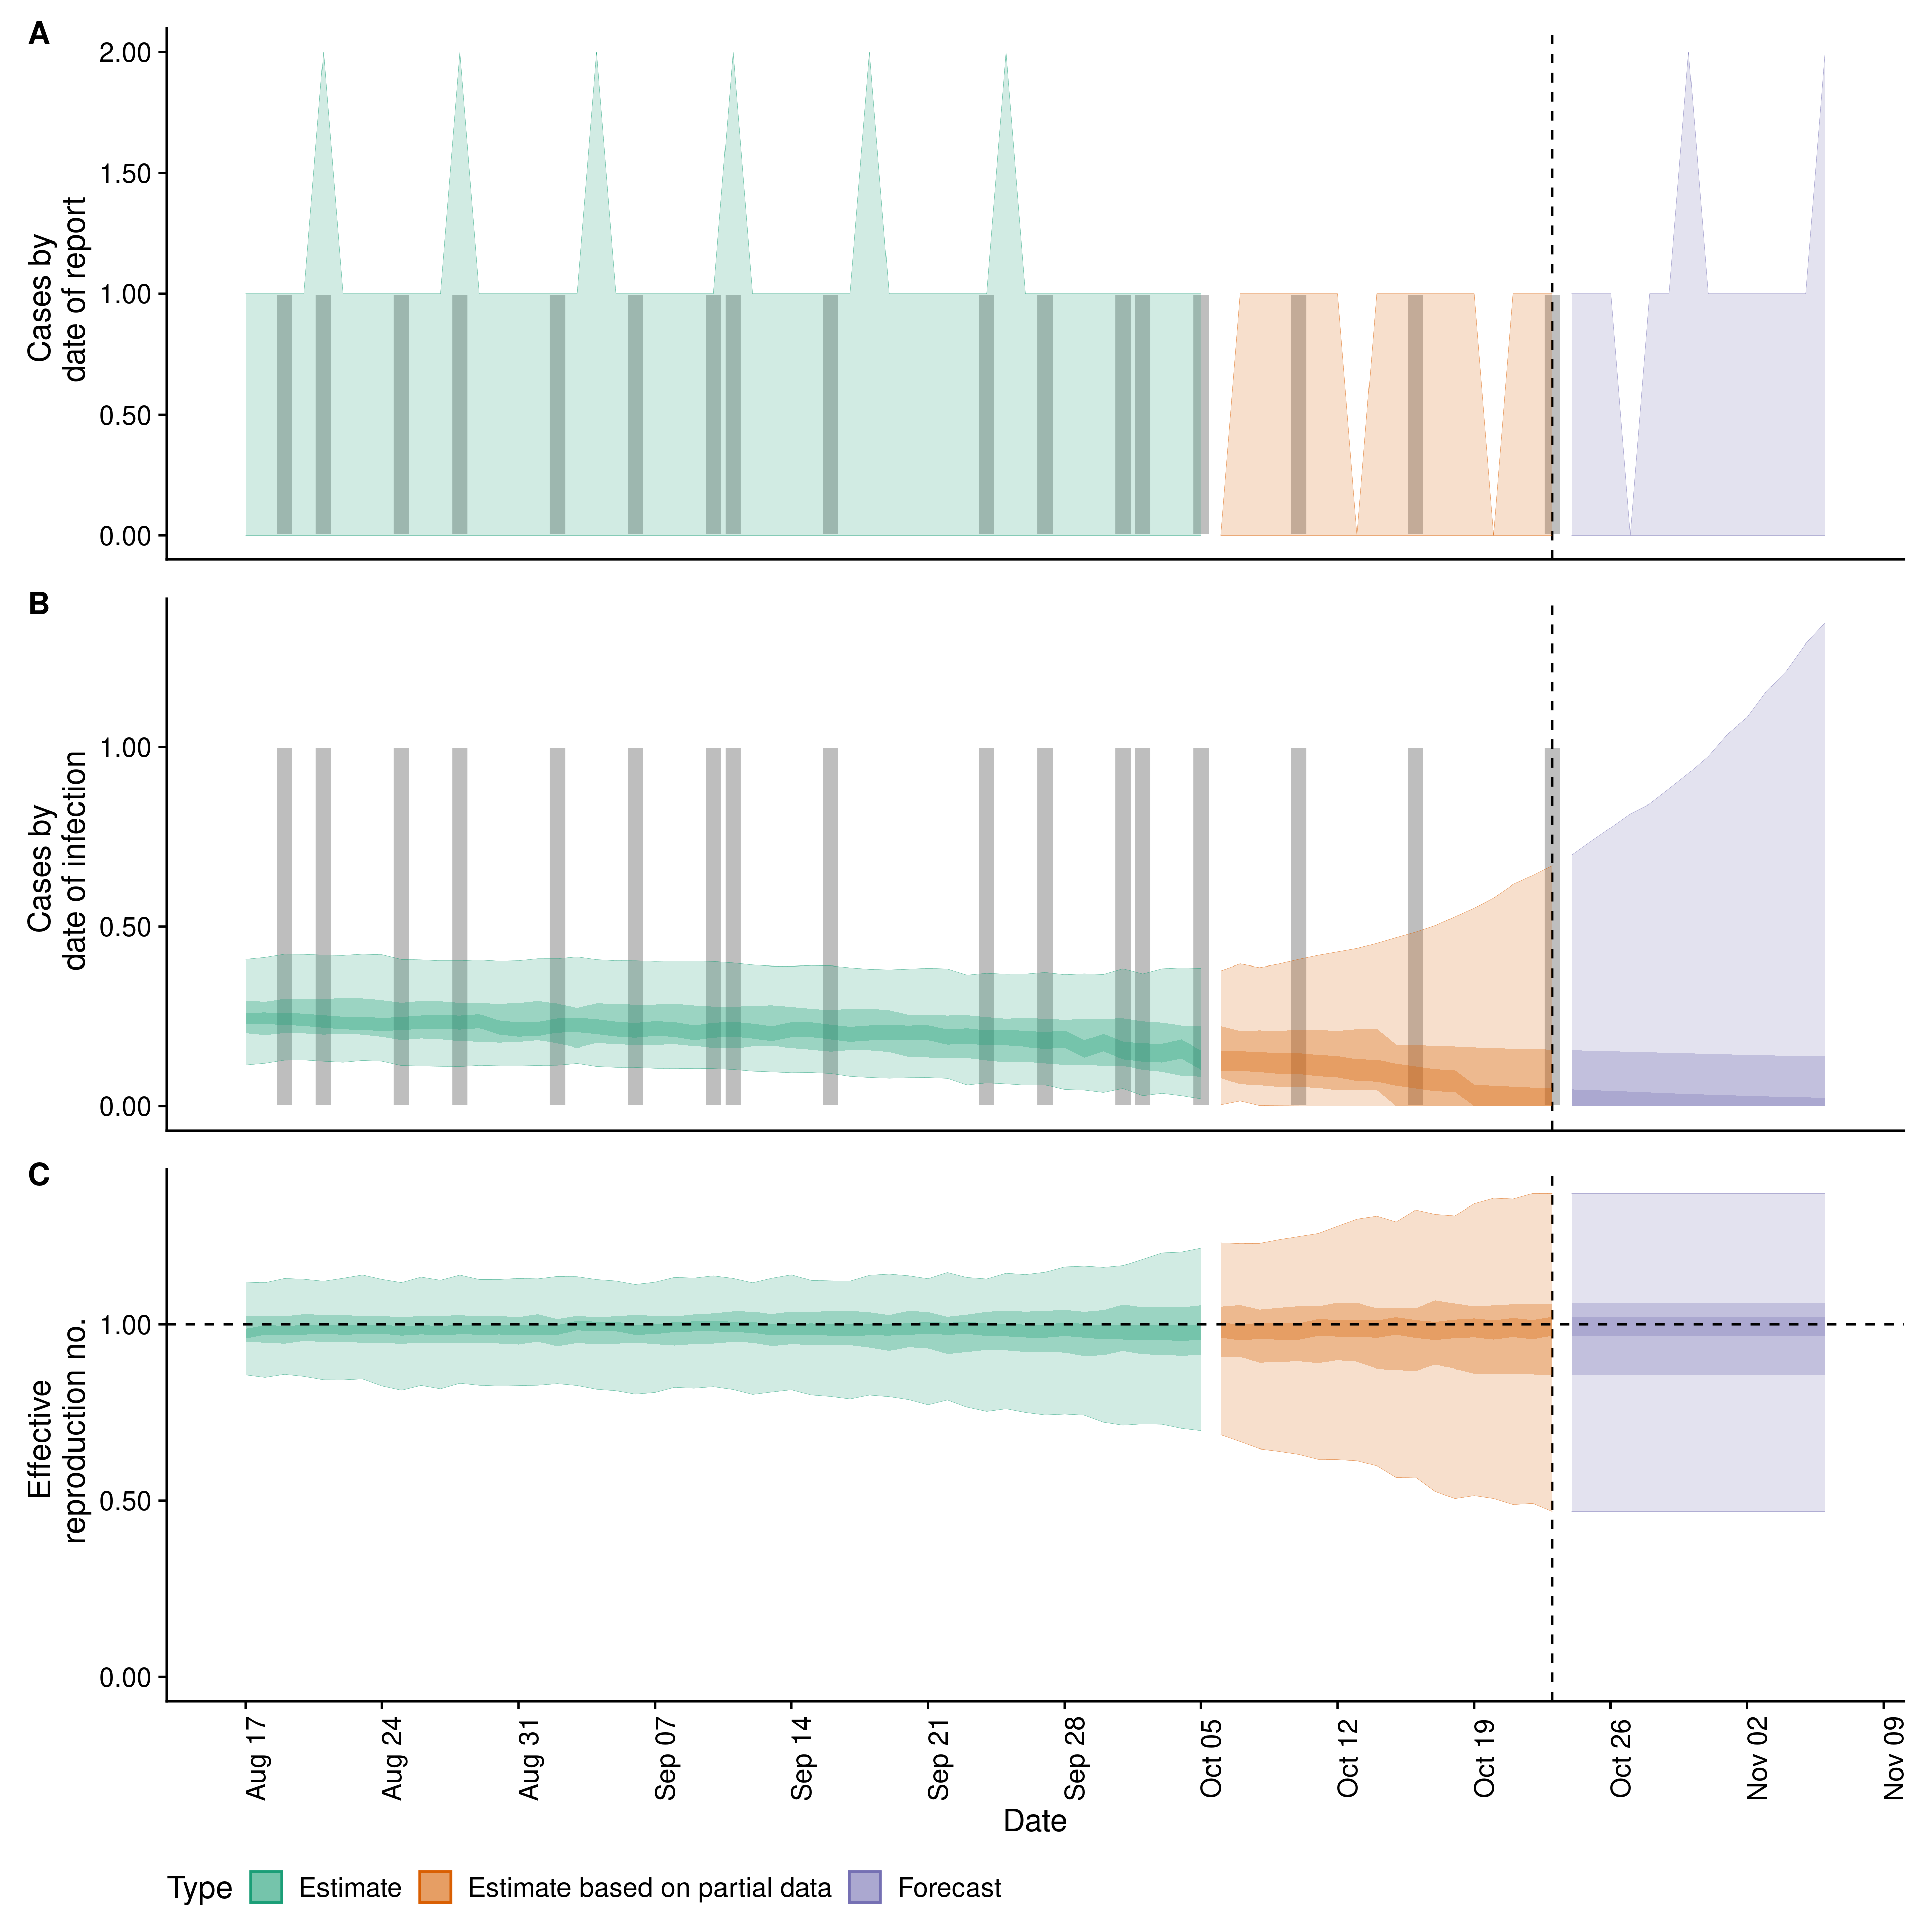 A
Cases by
date of report
2.00
1.50
1.00
0.50
0.00
B
Cases by
date of infection
1.00
0.50
0.00
C
Effective
reproduction no.
1.00
0.50
0.00
Aug 17
Aug 24
Aug 31
Sep 07
Sep 14
Sep 21
Sep 28
Oct 05
Oct 12
Oct 19
Oct 26
Nov 02
Nov 09
Date
Type Estimate Estimate based on partial data Forecast